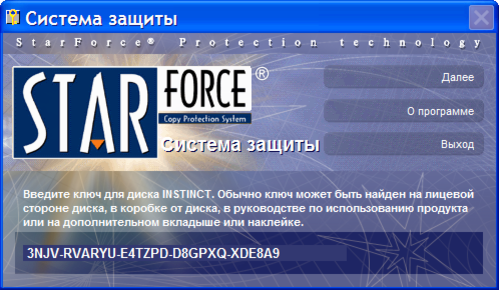 Система защиты
StarForce® Protection technology
STAR FORCE®
Copy Protection System
Система защиты
Далее
О программе
Выход
Введите ключ для диска INSTINCT. Обычно ключ может быть найден на лицевой
стороне диска, в коробке от диска, в руководстве по использованию продукта
или на дополнительном вкладыше или наклейке.
3NJV-RVARYU-E4TZPD-D8GPXQ-XDE8A9